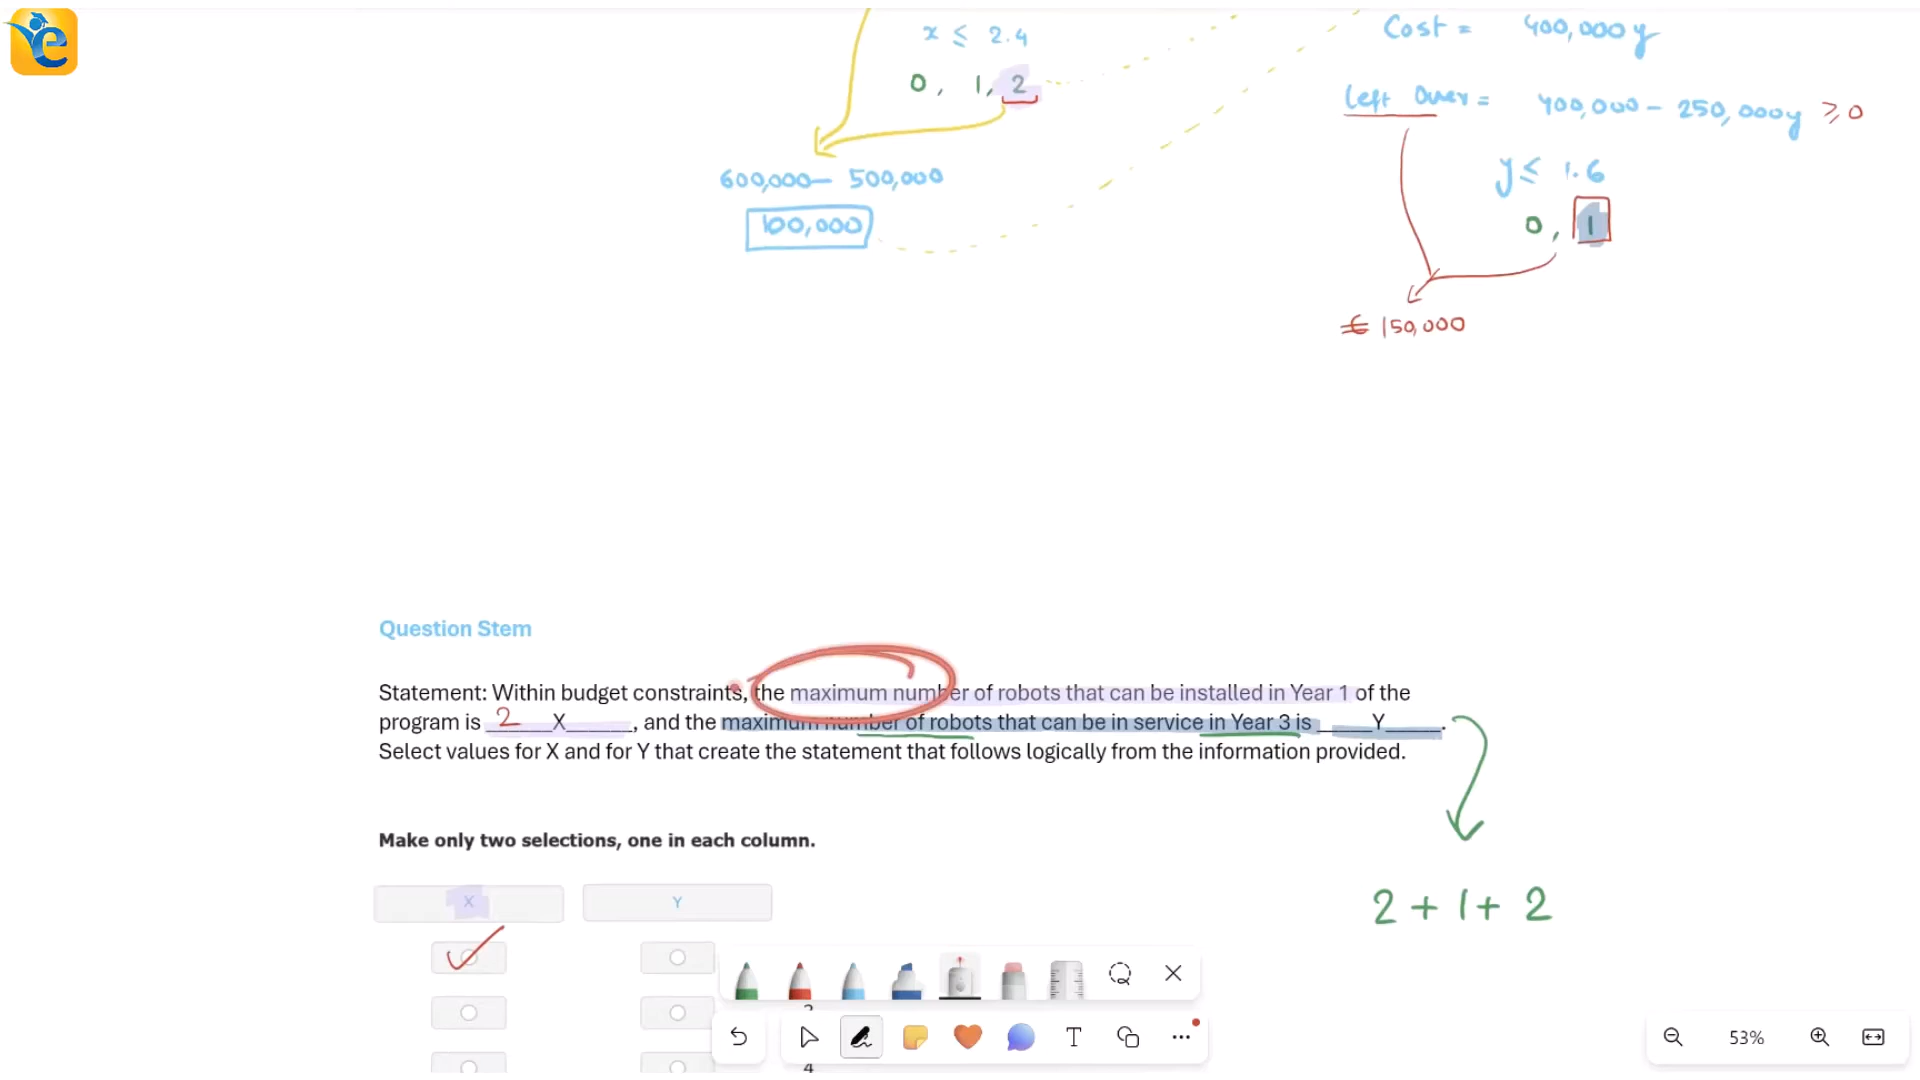 x ≤ 2.4
0, 1, 2
600,000 – 500,000
100,000
Cost = 400,000y
Left Over = 400,000 – 250,000y ≥ 0
y ≤ 1.6
0, 1
€ 150,000
Question Stem
Statement: Within budget constraints, the maximum number of robots that can be installed in Year 1 of the
program is 2 X, and the maximum number of robots that can be in service in Year 3 is Y.
Select values for X and for Y that create the statement that follows logically from the information provided.
2 + 1 + 2
Make only two selections, one in each column.
X Y
4
T
53%